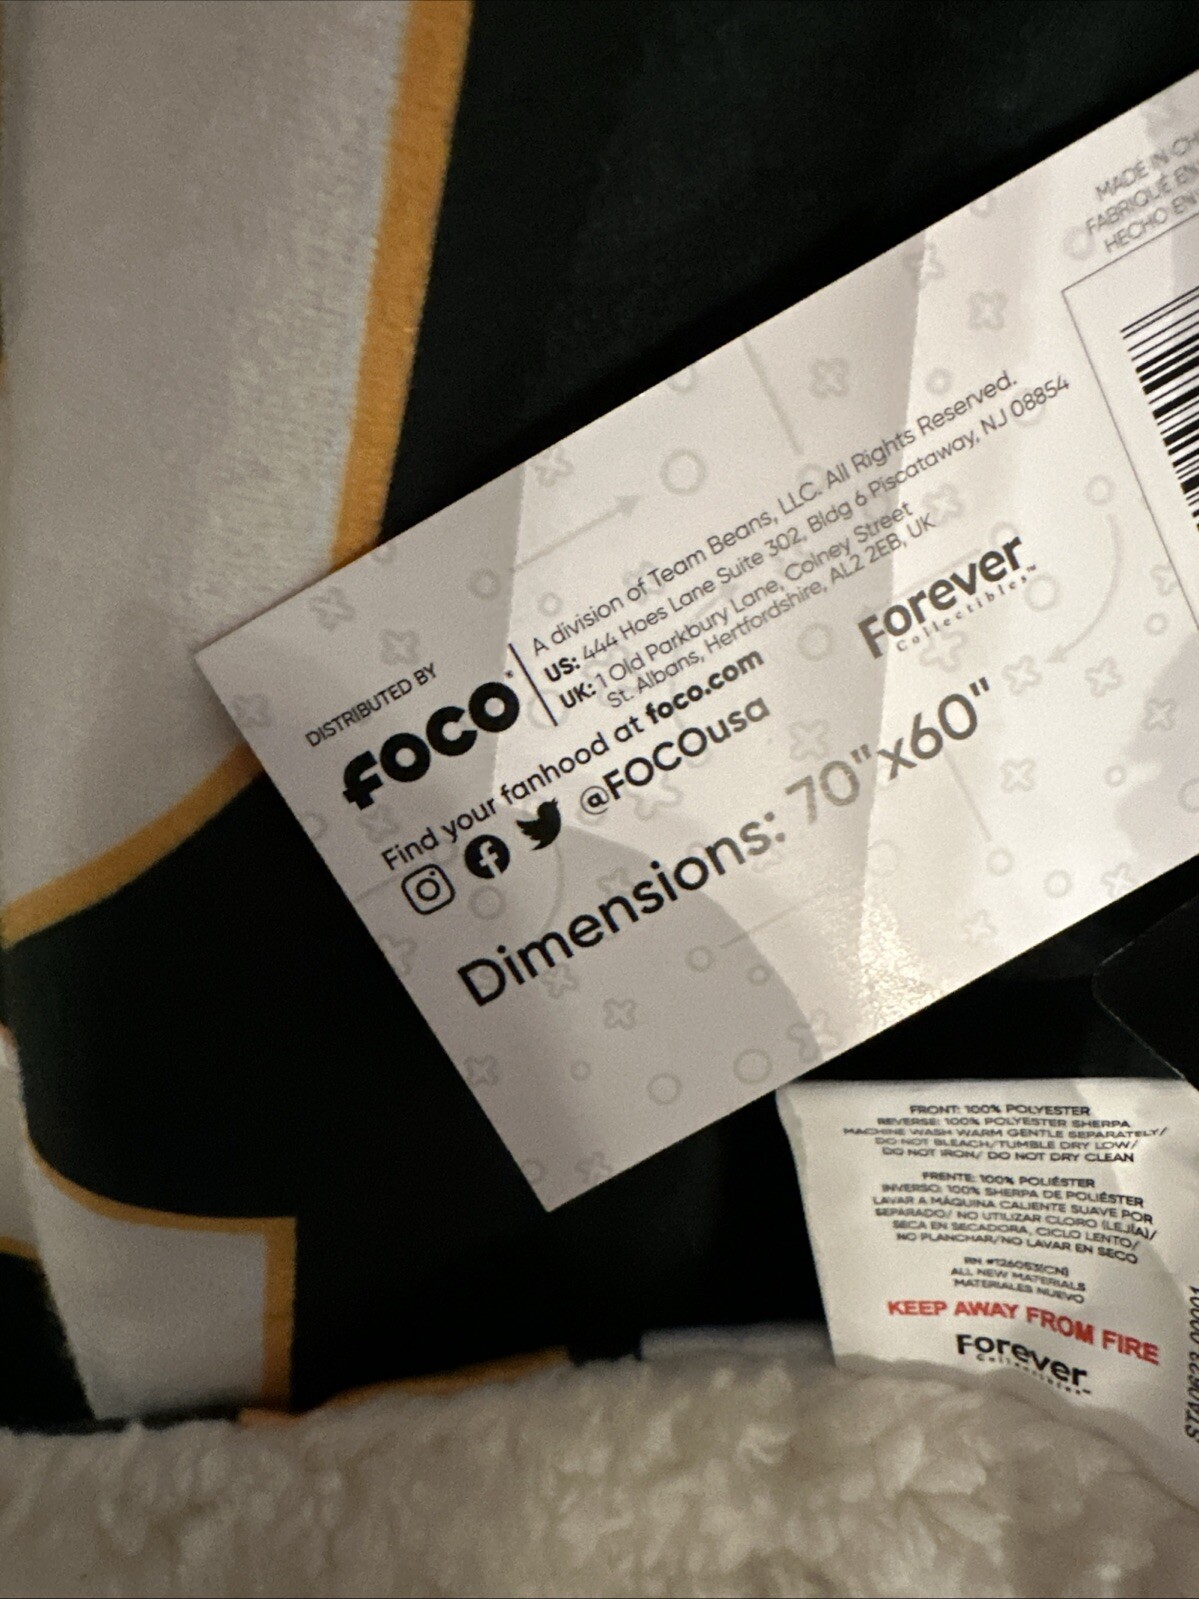 MADE IN CH
FABRIQUÉ EN
HECHO EN
DISTRIBUTED BY
FOCO
A division of Team Beans, LLC. All Rights Reserved.
US: 444 Hoes Lane Suite 302, Bldg 6 Piscataway, NJ 08854
UK: 1 Old Parkbury Lane, Colney Street
St. Albans, Hertfordshire, AL2 2EB, UK
Find your fanhood at foco.com
@FOCOusa
Forever
Collectibles™
Dimensions: 70"x60"
FRONT: 100% POLYESTER
REVERSE: 100% POLYESTER SHERPA
MACHINE WASH WARM GENTLE SEPARATELY/
DO NOT BLEACH/TUMBLE DRY LOW/
DO NOT IRON/ DO NOT DRY CLEAN
FRENTE: 100% POLIÉSTER
INVERSO: 100% SHERPA DE POLIÉSTER
LAVAR A MÁQUINA CALIENTE SUAVE POR
SEPARADO/ NO UTILIZAR CLORO (LEJÍA)/
SECA EN SECADORA, CICLO LENTO/
NO PLANCHAR/NO LAVAR EN SECO
RN #126053(CN)
ALL NEW MATERIALS
MATERIALES NUEVO
KEEP AWAY FROM FIRE
Forever
Collectibles™